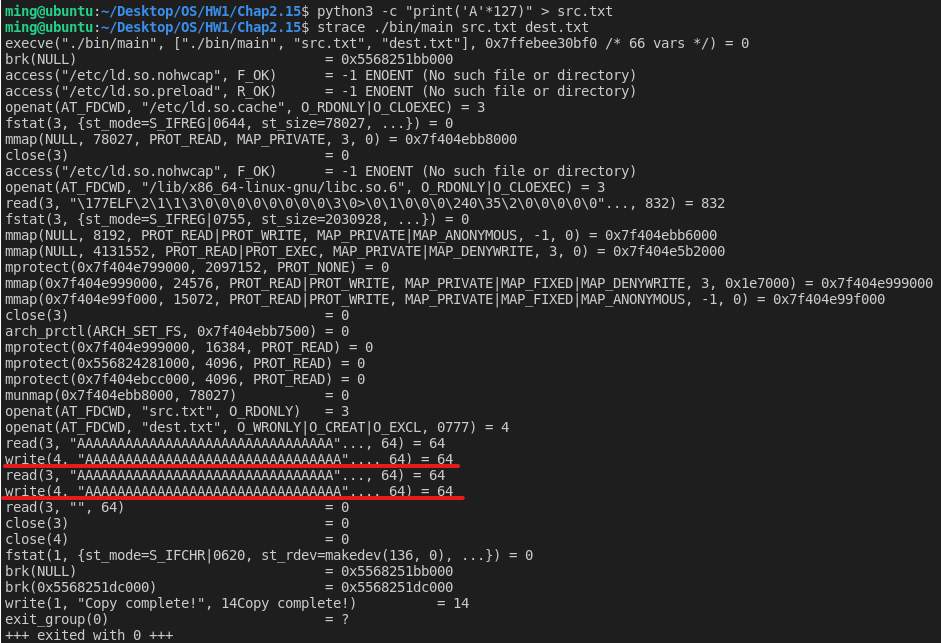 ming@ubuntu:~/Desktop/OS/HW1/Chap2.15$ python3 -c "print('A'*127)" > src.txt
ming@ubuntu:~/Desktop/OS/HW1/Chap2.15$ strace ./bin/main src.txt dest.txt
execve("./bin/main", ["./bin/main", "src.txt", "dest.txt"], 0x7ffebee30bf0 /* 66 vars */) = 0
brk(NULL)                               = 0x5568251bb000
access("/etc/ld.so.nohwcap", F_OK)      = -1 ENOENT (No such file or directory)
access("/etc/ld.so.preload", R_OK)      = -1 ENOENT (No such file or directory)
openat(AT_FDCWD, "/etc/ld.so.cache", O_RDONLY|O_CLOEXEC) = 3
fstat(3, {st_mode=S_IFREG|0644, st_size=78027, ...}) = 0
mmap(NULL, 78027, PROT_READ, MAP_PRIVATE, 3, 0) = 0x7f404ebb8000
close(3)                                = 0
access("/etc/ld.so.nohwcap", F_OK)      = -1 ENOENT (No such file or directory)
openat(AT_FDCWD, "/lib/x86_64-linux-gnu/libc.so.6", O_RDONLY|O_CLOEXEC) = 3
read(3, "\177ELF\2\1\1\3\0\0\0\0\0\0\0\0\3\0>\0\1\0\0\0\240\35\2\0\0\0\0\0"..., 832) = 832
fstat(3, {st_mode=S_IFREG|0755, st_size=2030928, ...}) = 0
mmap(NULL, 8192, PROT_READ|PROT_WRITE, MAP_PRIVATE|MAP_ANONYMOUS, -1, 0) = 0x7f404ebb6000
mmap(NULL, 4131552, PROT_READ|PROT_EXEC, MAP_PRIVATE|MAP_DENYWRITE, 3, 0) = 0x7f404e5b2000
mprotect(0x7f404e799000, 2097152, PROT_NONE) = 0
mmap(0x7f404e999000, 24576, PROT_READ|PROT_WRITE, MAP_PRIVATE|MAP_FIXED|MAP_DENYWRITE, 3, 0x1e7000) = 0x7f404e999000
mmap(0x7f404e99f000, 15072, PROT_READ|PROT_WRITE, MAP_PRIVATE|MAP_FIXED|MAP_ANONYMOUS, -1, 0) = 0x7f404e99f000
close(3)                                = 0
arch_prctl(ARCH_SET_FS, 0x7f404ebb7500) = 0
mprotect(0x7f404e999000, 16384, PROT_READ) = 0
mprotect(0x556824281000, 4096, PROT_READ) = 0
mprotect(0x7f404ebcc000, 4096, PROT_READ) = 0
munmap(0x7f404ebb8000, 78027)           = 0
openat(AT_FDCWD, "src.txt", O_RDONLY)   = 3
openat(AT_FDCWD, "dest.txt", O_WRONLY|O_CREAT|O_EXCL, 0777) = 4
read(3, "AAAAAAAAAAAAAAAAAAAAAAAAAAAAAAAA"..., 64) = 64
write(4, "AAAAAAAAAAAAAAAAAAAAAAAAAAAAAAAA"..., 64) = 64
read(3, "AAAAAAAAAAAAAAAAAAAAAAAAAAAAAAAA"..., 64) = 64
write(4, "AAAAAAAAAAAAAAAAAAAAAAAAAAAAAAAA"..., 64) = 64
read(3, "", 64)                         = 0
close(3)                                = 0
close(4)                                = 0
fstat(1, {st_mode=S_IFCHR|0620, st_rdev=makedev(136, 0), ...}) = 0
brk(NULL)                               = 0x5568251bb000
brk(0x5568251dc000)                     = 0x5568251dc000
write(1, "Copy complete!", 14Copy complete!)          = 14
exit_group(0)                           = ?
+++ exited with 0 +++